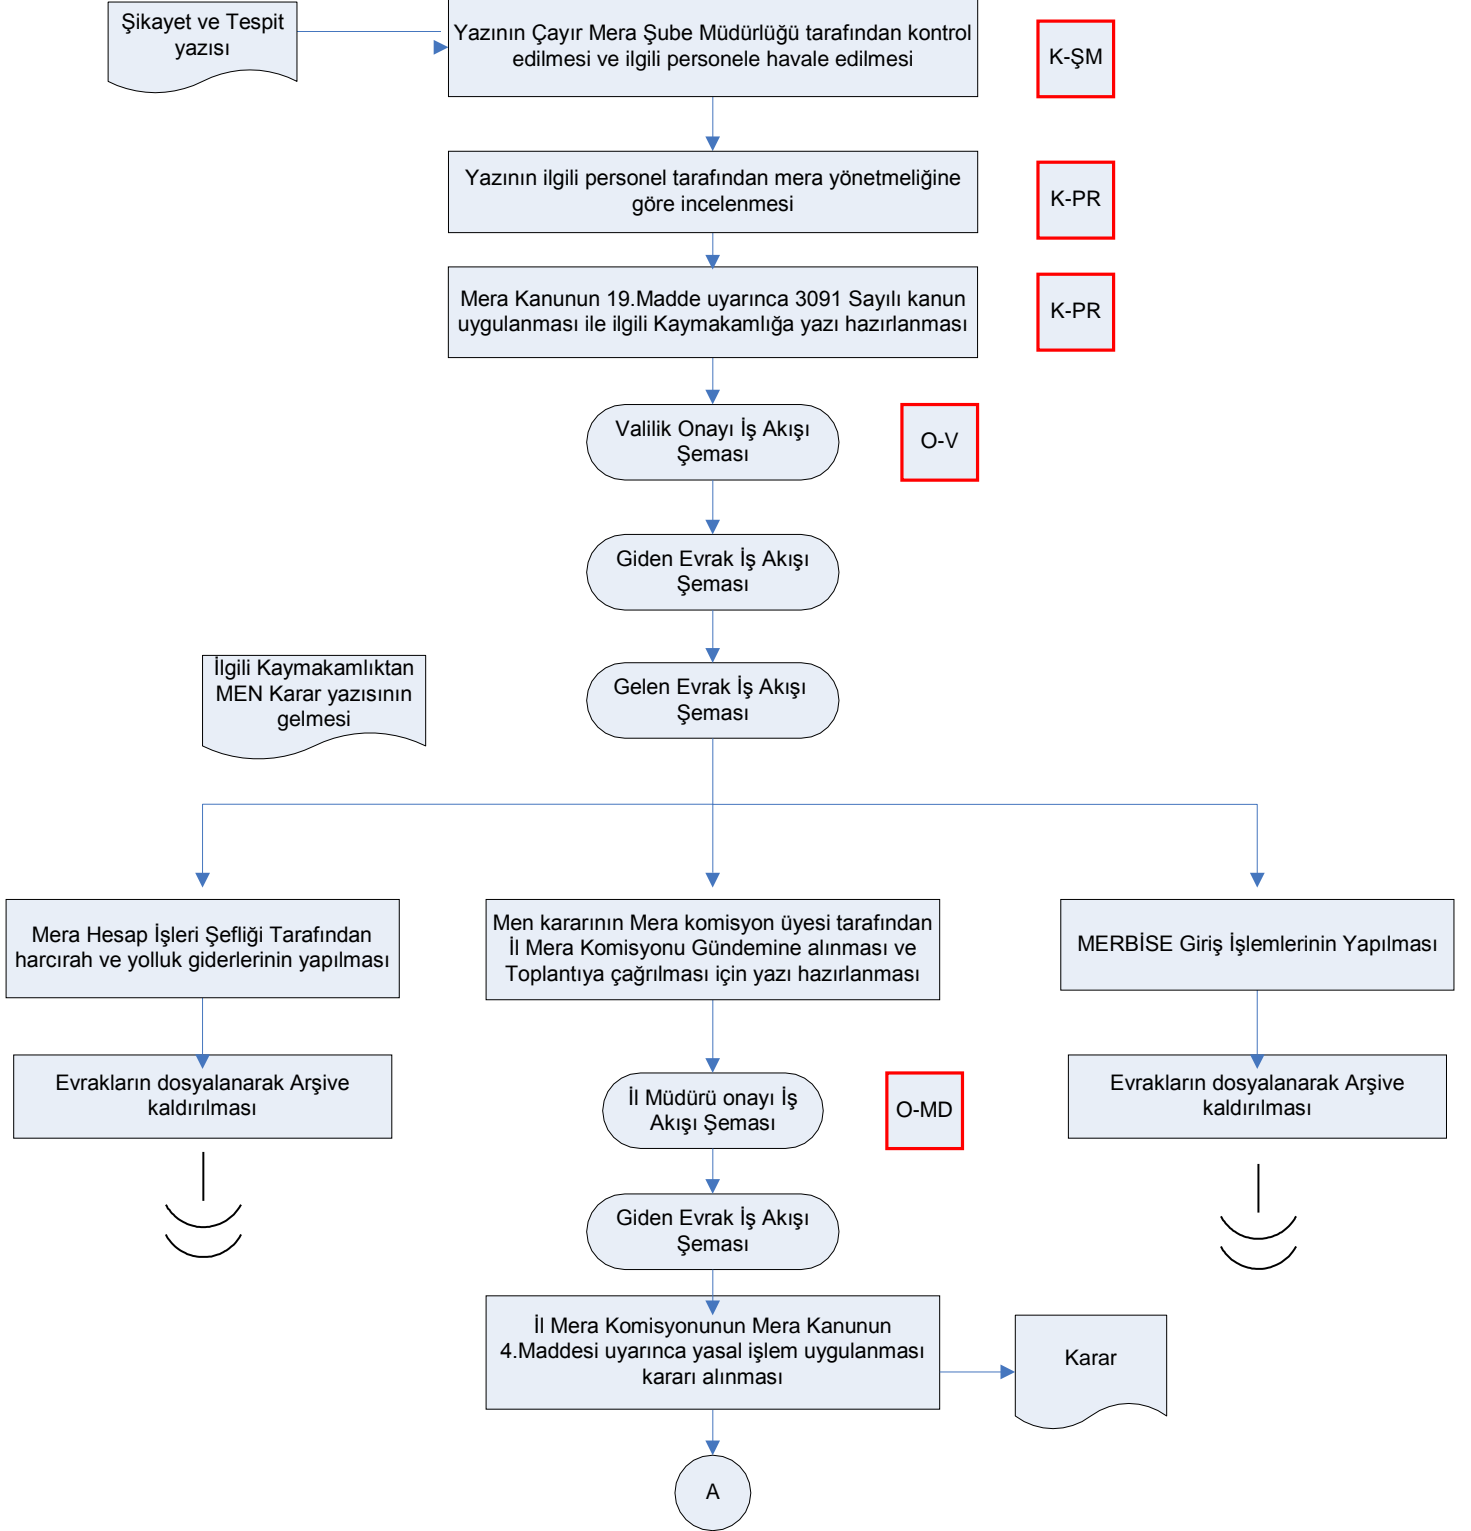 Şikayet ve Tespit
yazısı
Yazının Çayır Mera Şube Müdürlüğü tarafından kontrol
edilmesi ve ilgili personele havale edilmesi
K-ŞM
Yazının ilgili personel tarafından mera yönetmeliğine
göre incelenmesi
K-PR
Mera Kanunun 19.Madde uyarınca 3091 Sayılı kanun
uygulanması ile ilgili Kaymakamlığa yazı hazırlanması
K-PR
Valilik Onayı İş Akışı
Şeması
O-V
Giden Evrak İş Akışı
Şeması
İlgili Kaymakamlıktan
MEN Karar yazısının
gelmesi
Gelen Evrak İş Akışı
Şeması
Mera Hesap İşleri Şefliği Tarafından
harcırah ve yolluk giderlerinin yapılması
Men kararının Mera komisyon üyesi tarafından
İl Mera Komisyonu Gündemine alınması ve
Toplantıya çağrılması için yazı hazırlanması
MERBİSE Giriş İşlemlerinin Yapılması
Evrakların dosyalanarak Arşive
kaldırılması
İl Müdürü onayı İş
Akışı Şeması
O-MD
Evrakların dosyalanarak Arşive
kaldırılması
Giden Evrak İş Akışı
Şeması
İl Mera Komisyonunun Mera Kanunun
4.Maddesi uyarınca yasal işlem uygulanması
kararı alınması
Karar
A